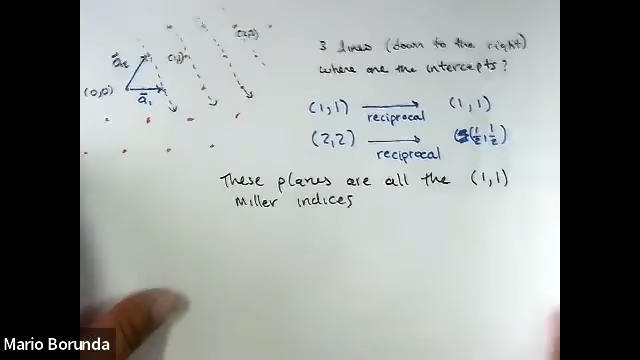 3 lines (down to the right)
where are the intercepts?
a₂
(1,1)
(2,2)
(0,0)
a₁
(1,1) reciprocal (1,1)
(2,2) reciprocal (1/2, 1/2)
These planes are all the (1,1)
Miller indices
Mario Borunda